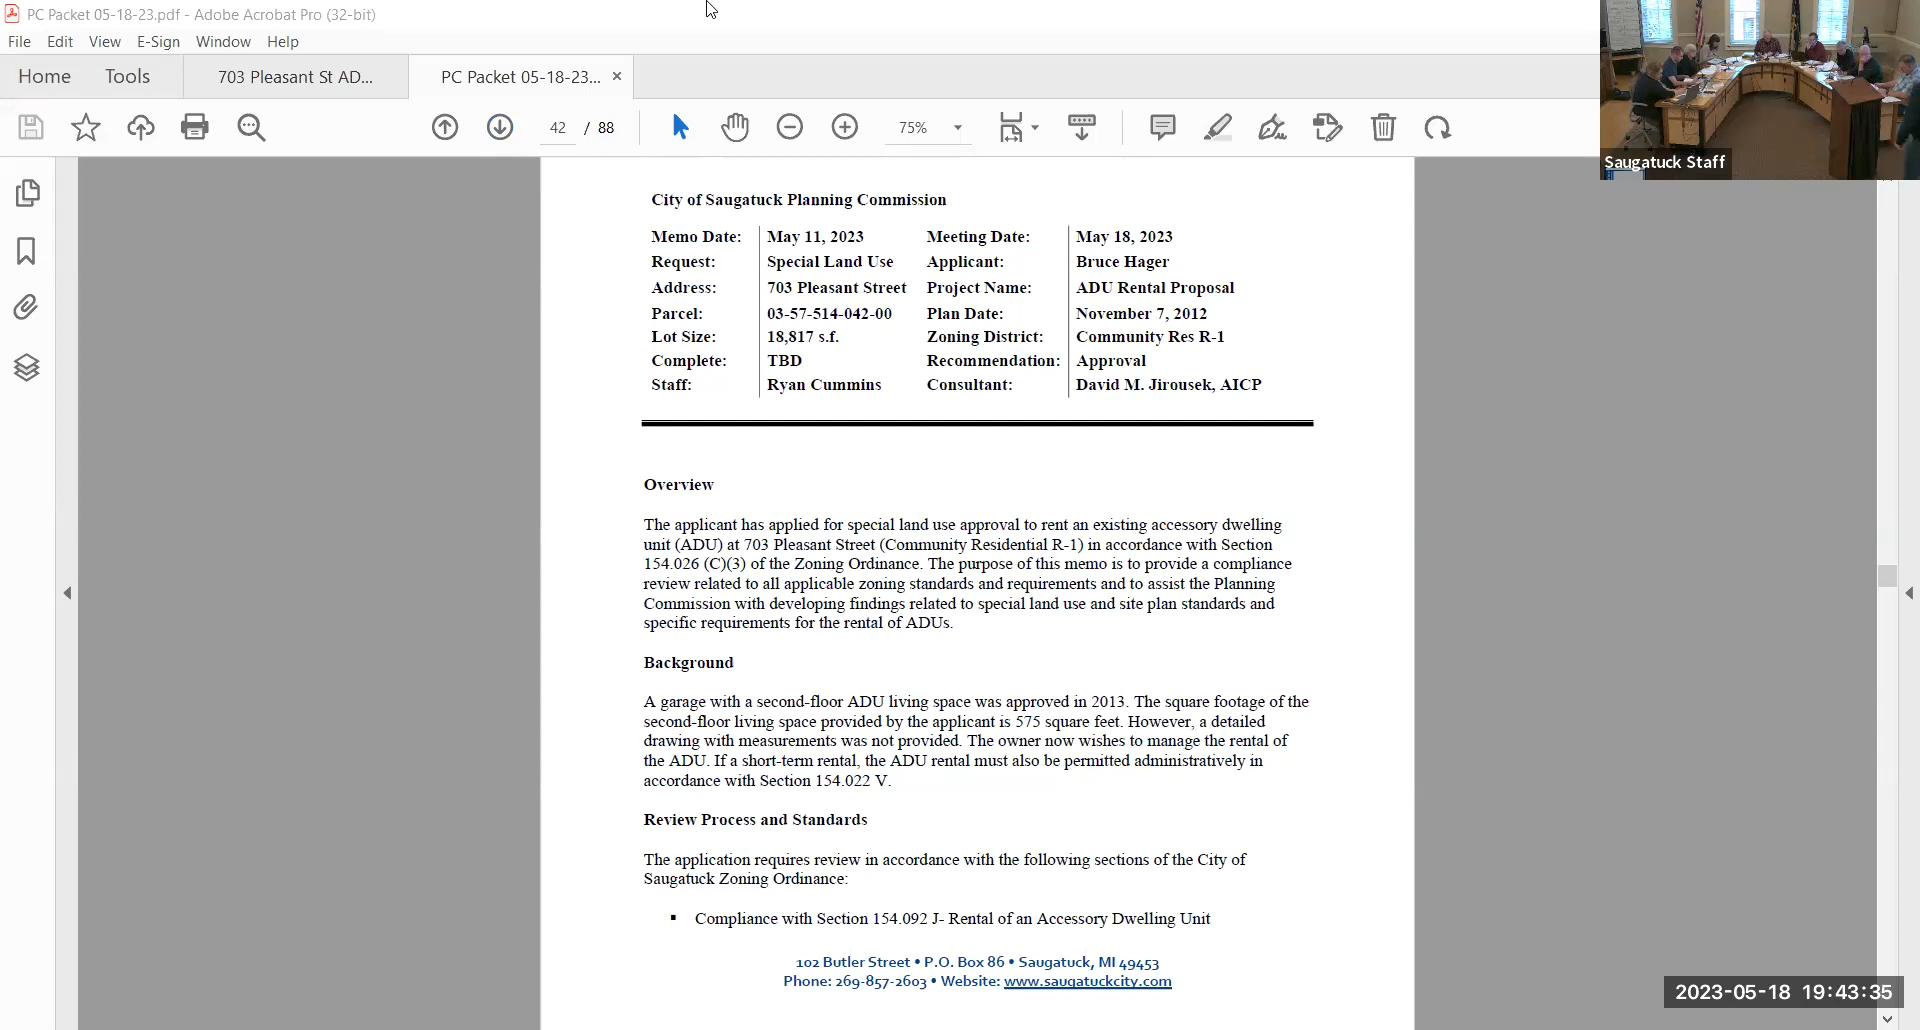 PC Packet 05-18-23.pdf - Adobe Acrobat Pro (32-bit)
File Edit View E-Sign Window Help
Home Tools 703 Pleasant St AD... PC Packet 05-18-23... ×
42 / 88 75%
Saugatuck Staff
City of Saugatuck Planning Commission
Memo Date: May 11, 2023 Meeting Date: May 18, 2023
Request: Special Land Use Applicant: Bruce Hager
Address: 703 Pleasant Street Project Name: ADU Rental Proposal
Parcel: 03-57-514-042-00 Plan Date: November 7, 2012
Lot Size: 18,817 s.f. Zoning District: Community Res R-1
Complete: TBD Recommendation: Approval
Staff: Ryan Cummins Consultant: David M. Jirousek, AICP
Overview
The applicant has applied for special land use approval to rent an existing accessory dwelling
unit (ADU) at 703 Pleasant Street (Community Residential R-1) in accordance with Section
154.026 (C)(3) of the Zoning Ordinance. The purpose of this memo is to provide a compliance
review related to all applicable zoning standards and requirements and to assist the Planning
Commission with developing findings related to special land use and site plan standards and
specific requirements for the rental of ADUs.
Background
A garage with a second-floor ADU living space was approved in 2013. The square footage of the
second-floor living space provided by the applicant is 575 square feet. However, a detailed
drawing with measurements was not provided. The owner now wishes to manage the rental of
the ADU. If a short-term rental, the ADU rental must also be permitted administratively in
accordance with Section 154.022 V.
Review Process and Standards
The application requires review in accordance with the following sections of the City of
Saugatuck Zoning Ordinance:
▪ Compliance with Section 154.092 J- Rental of an Accessory Dwelling Unit
102 Butler Street • P.O. Box 86 • Saugatuck, MI 49453
Phone: 269-857-2603 • Website: www.saugatuckcity.com
2023-05-18 19:43:35